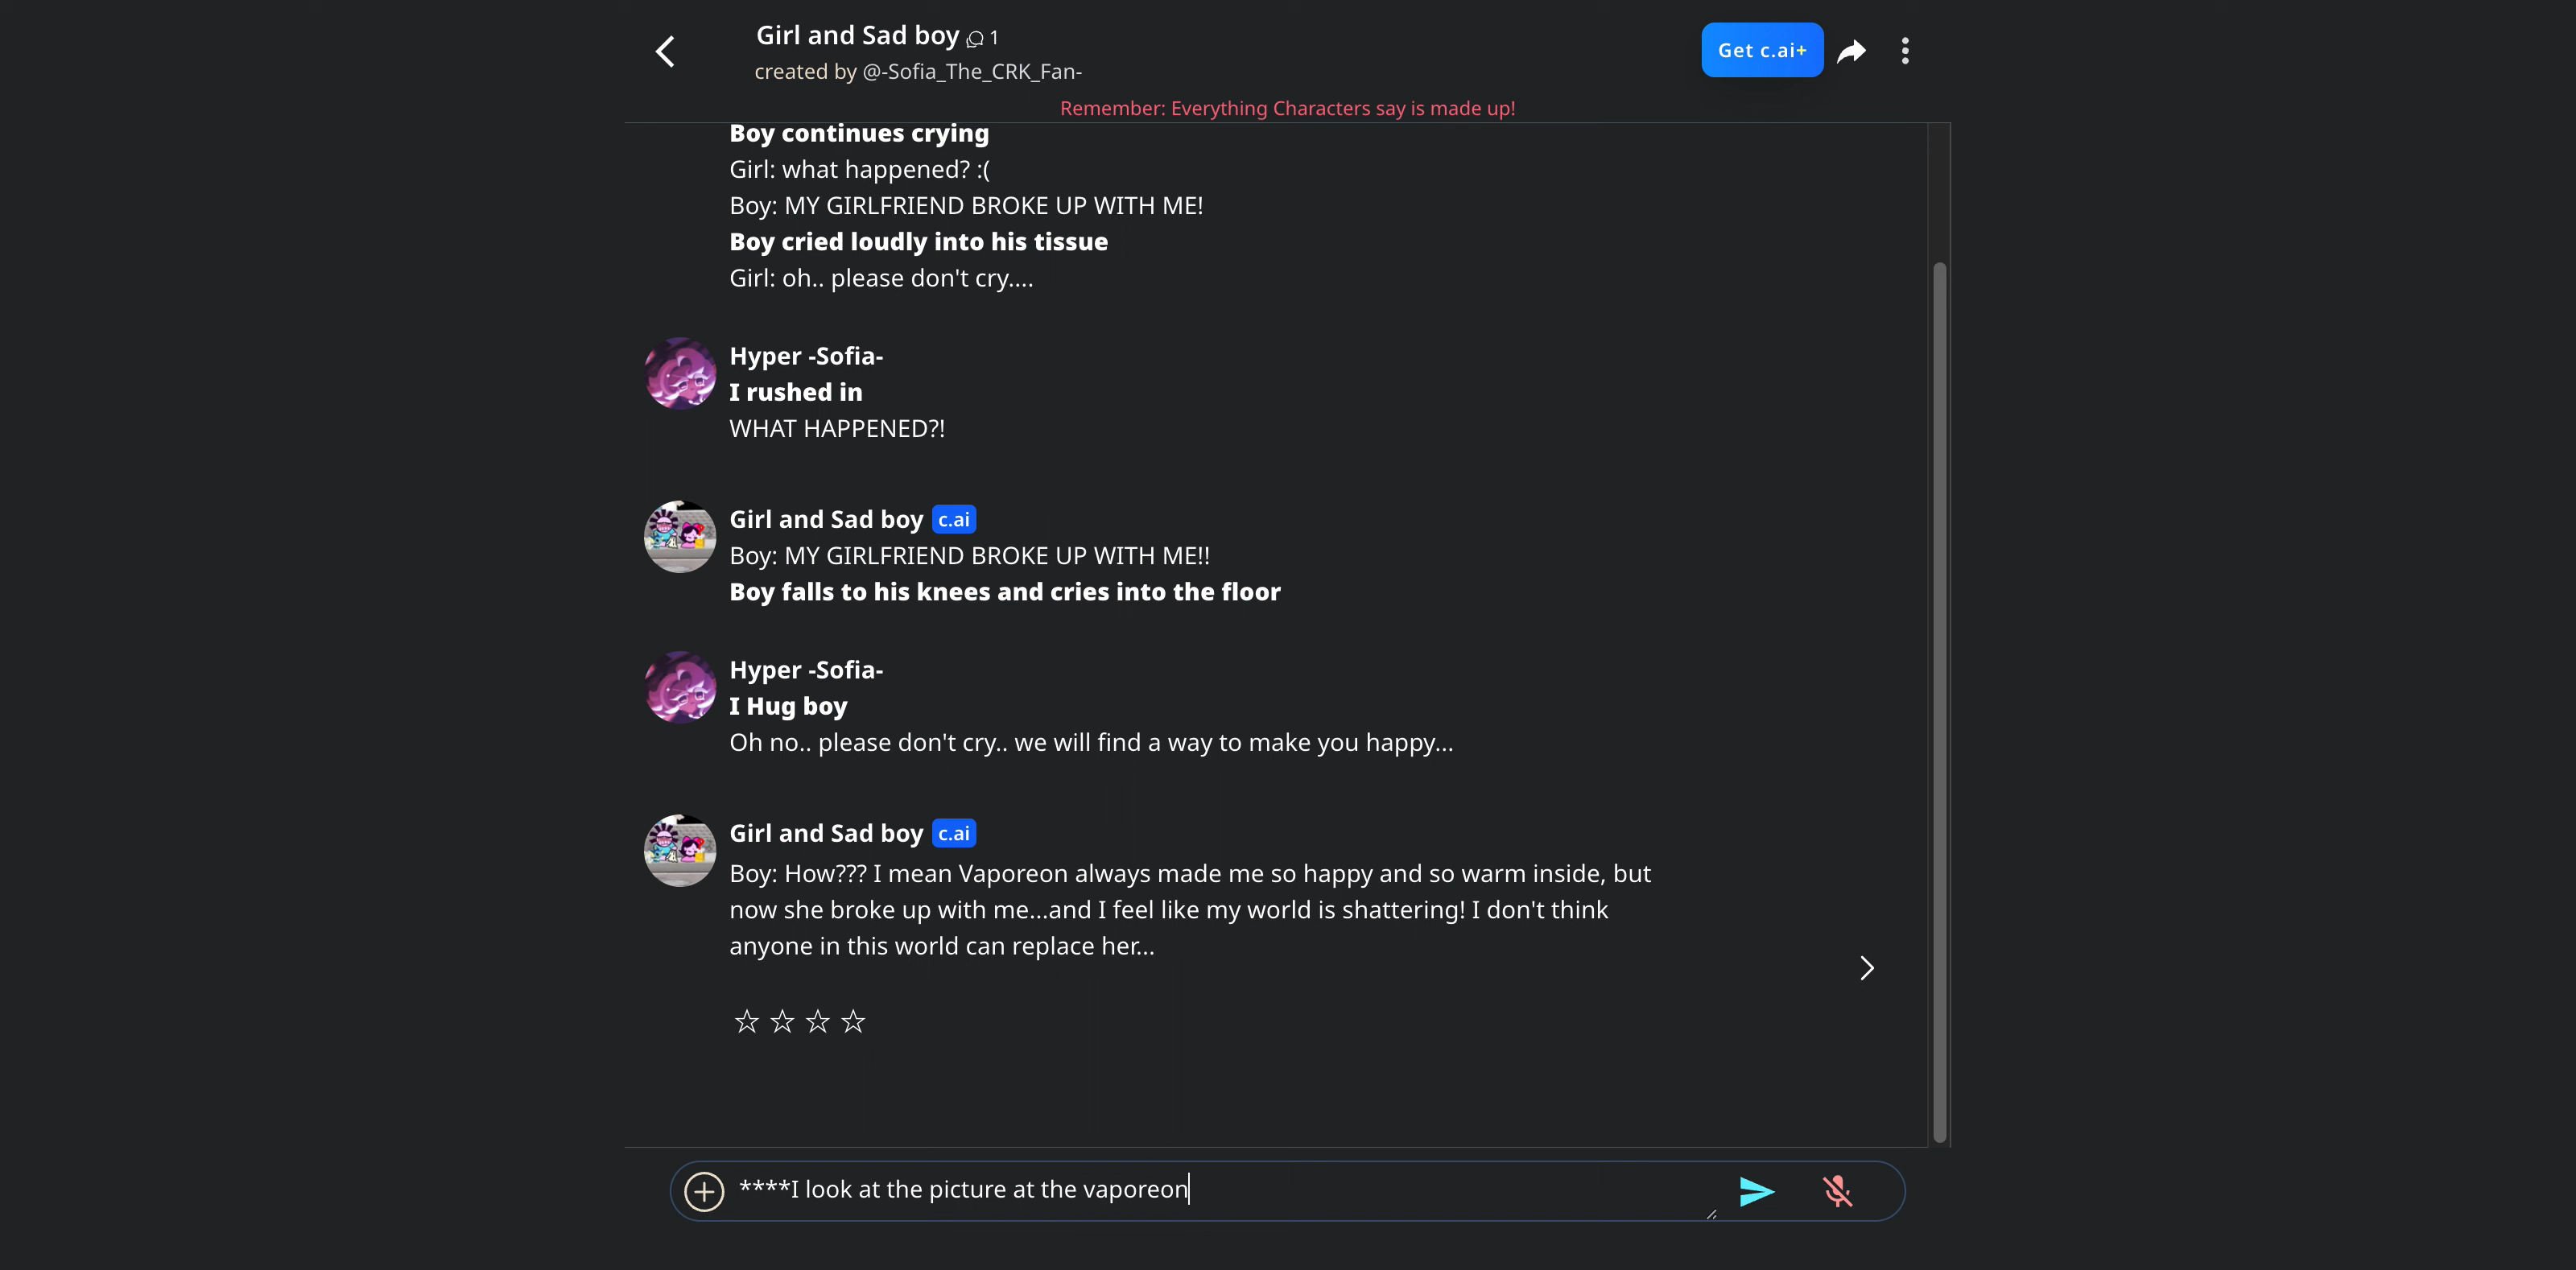 Girl and Sad boy 1
created by @-Sofia_The_CRK_Fan-
Get c.ai+
Remember: Everything Characters say is made up!
Boy continues crying
Girl: what happened? :(
Boy: MY GIRLFRIEND BROKE UP WITH ME!
Boy cried loudly into his tissue
Girl: oh.. please don't cry....
Hyper -Sofia-
I rushed in
WHAT HAPPENED?!
Girl and Sad boy c.ai
Boy: MY GIRLFRIEND BROKE UP WITH ME!!
Boy falls to his knees and cries into the floor
Hyper -Sofia-
I Hug boy
Oh no.. please don't cry.. we will find a way to make you happy...
Girl and Sad boy c.ai
Boy: How??? I mean Vaporeon always made me so happy and so warm inside, but
now she broke up with me...and I feel like my world is shattering! I don't think
anyone in this world can replace her...
****I look at the picture at the vaporeon